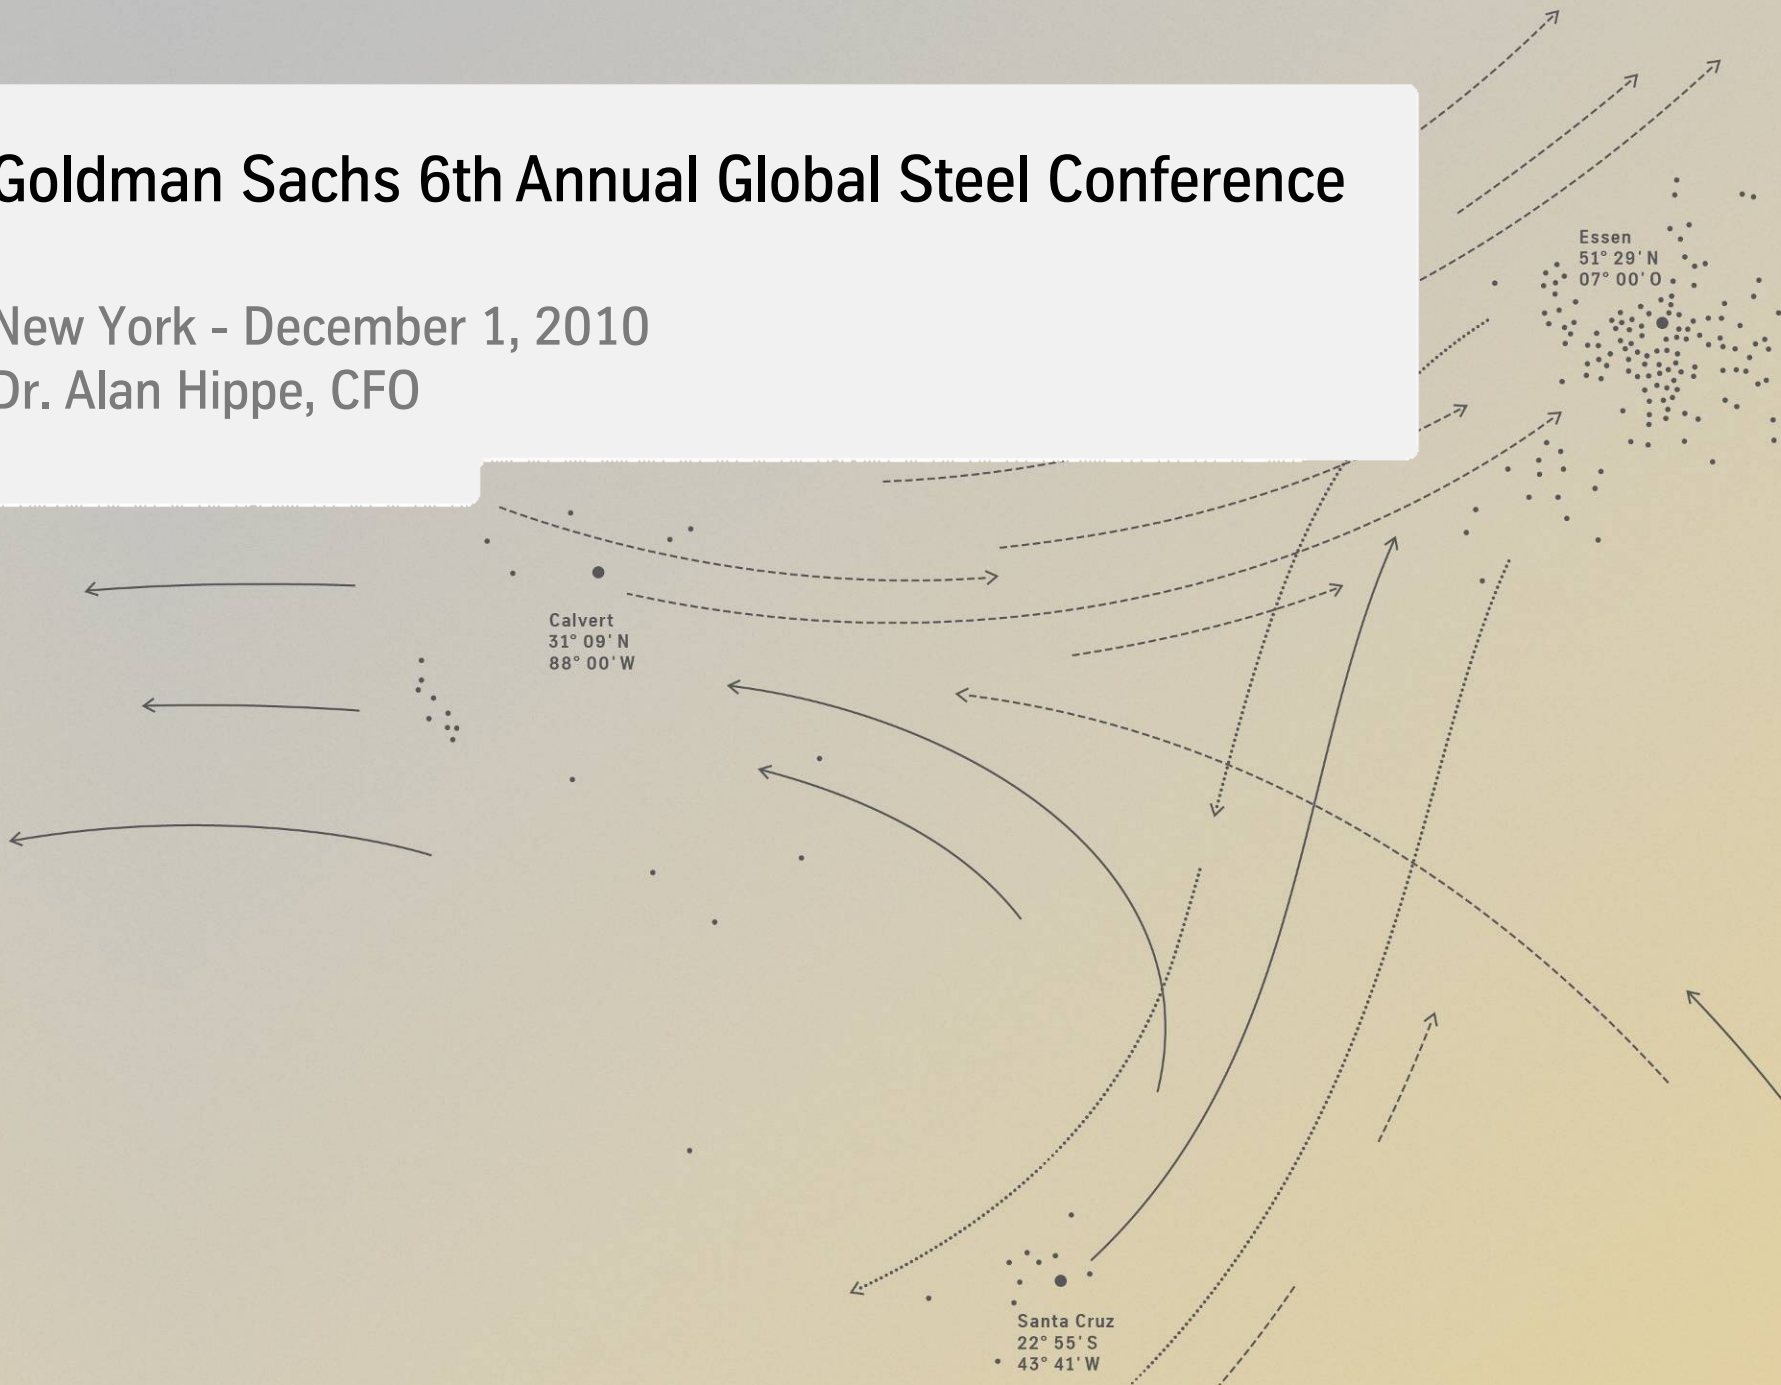 Goldman Sachs 6th Annual Global Steel Conference
New York - December 1, 2010
Dr. Alan Hippe, CFO
Essen
51° 29' N
07° 00' O
Calvert
31° 09' N
88° 00' W
Santa Cruz
22° 55' S
43° 41' W